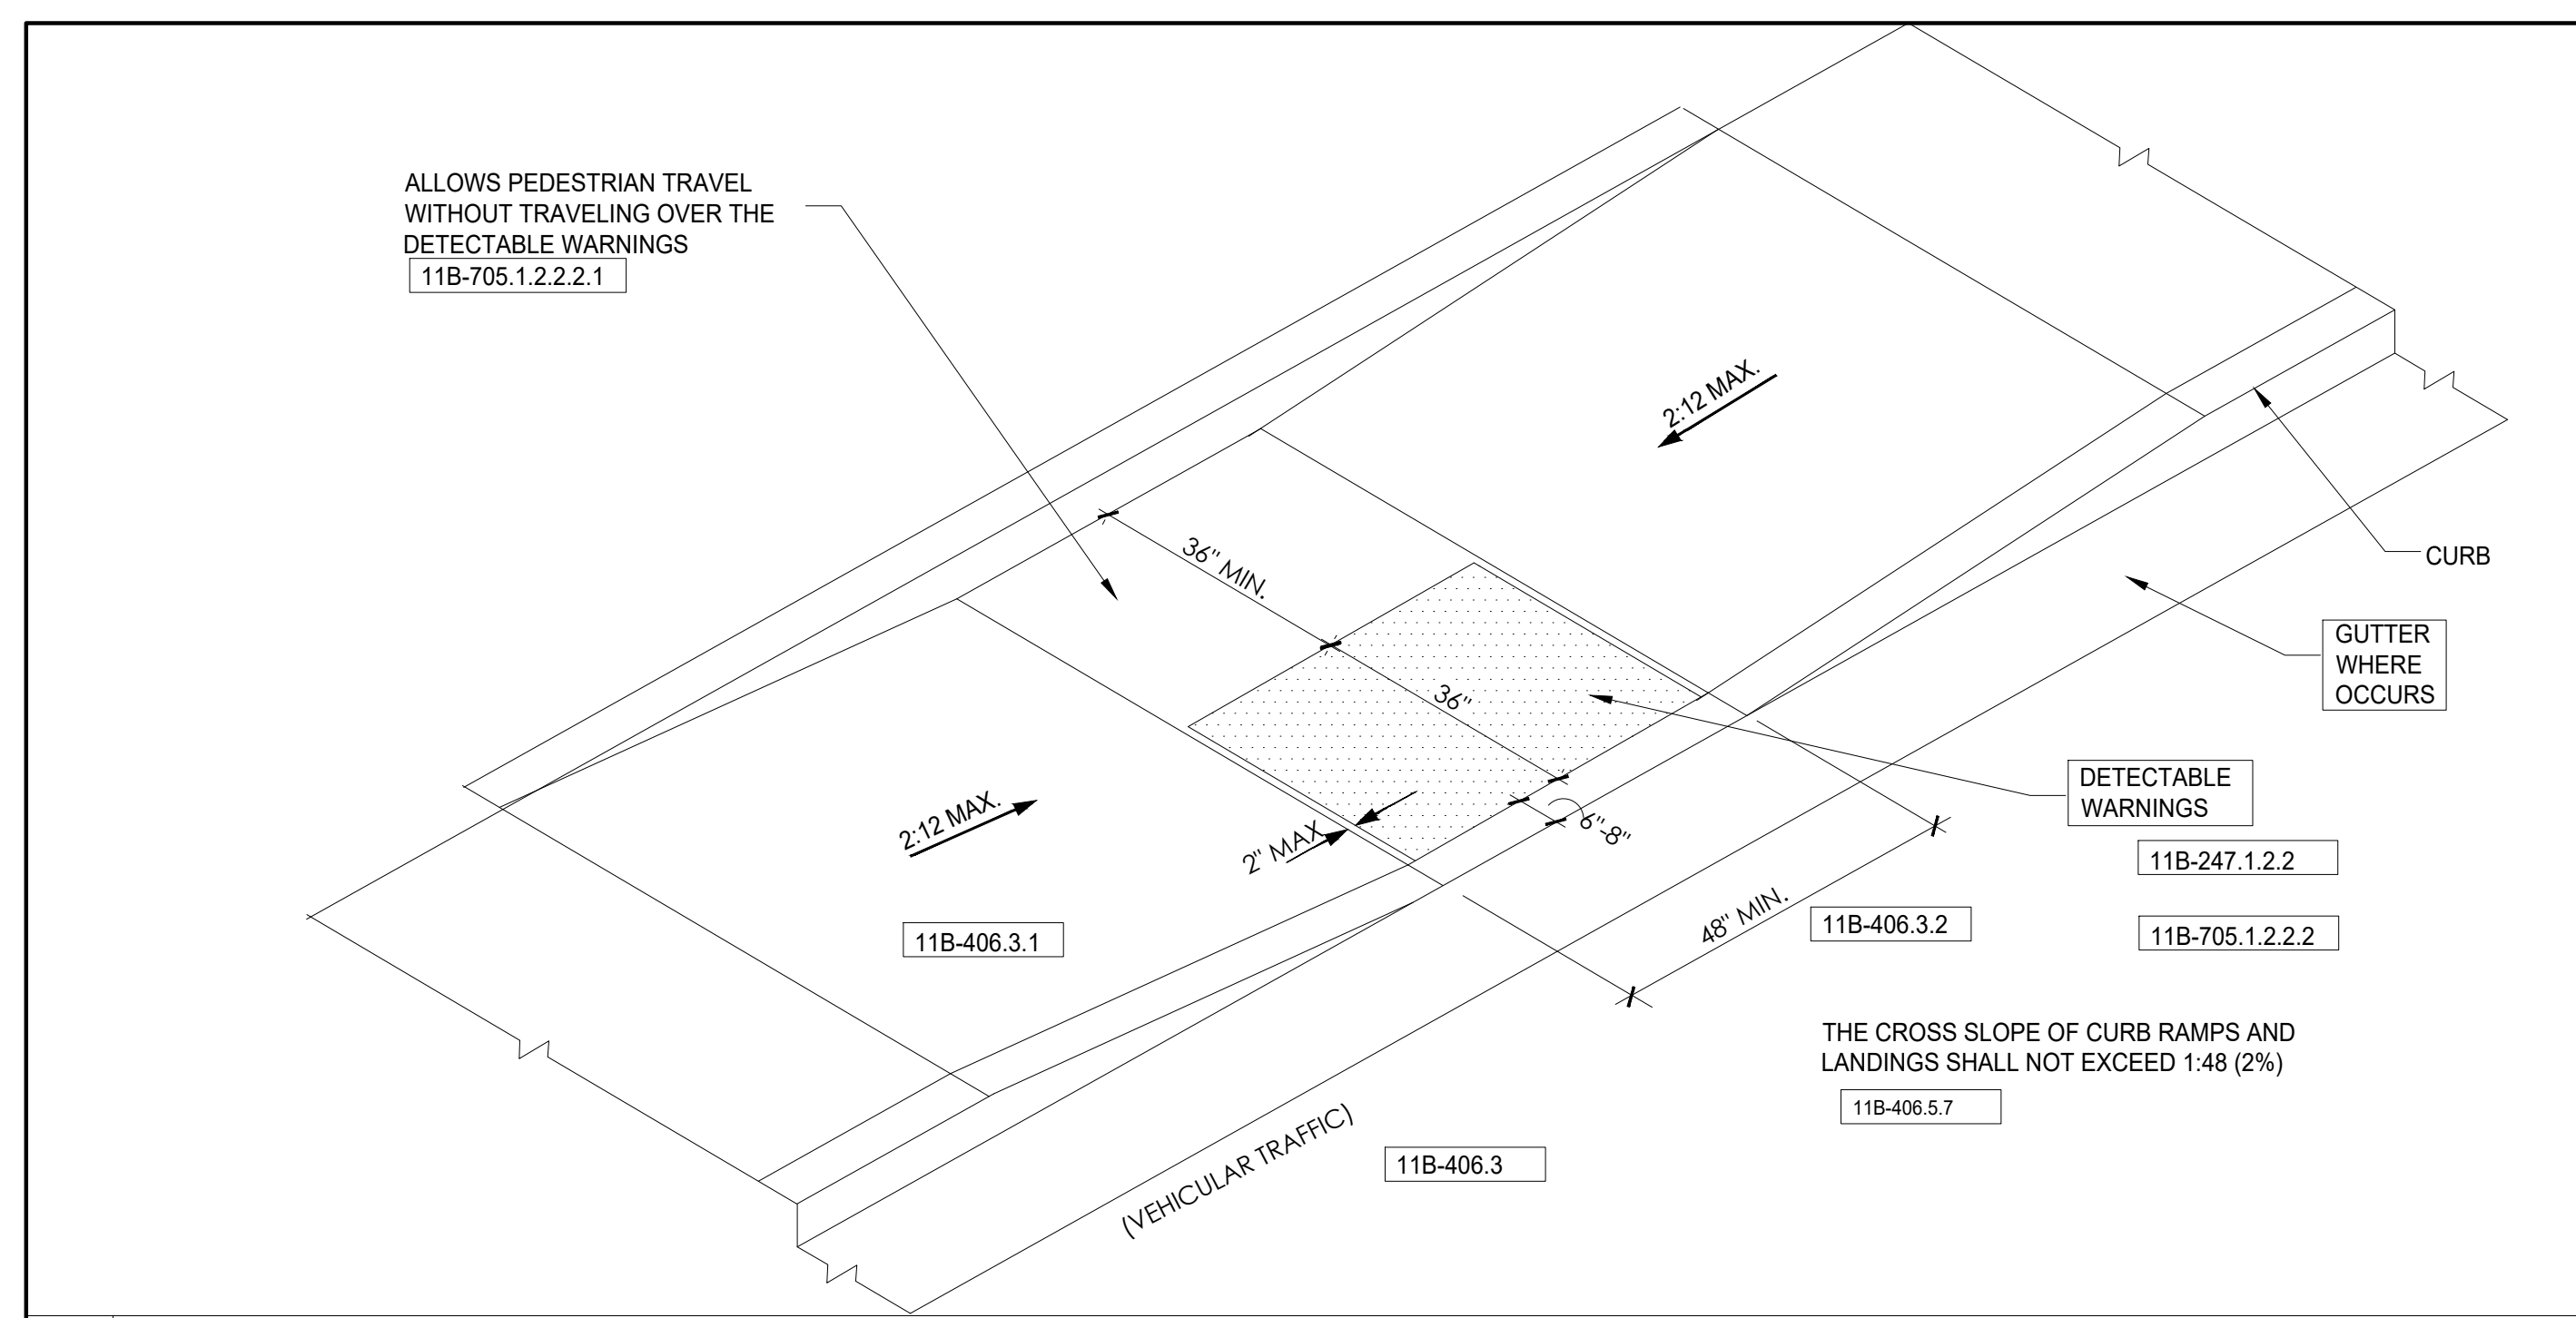 ALLOWS PEDESTRIAN TRAVEL
WITHOUT TRAVELING OVER THE
DETECTABLE WARNINGS
11B-705.1.2.2.2.1
2:12 MAX.
36" MIN.
36"
CURB
GUTTER
WHERE
OCCURS
DETECTABLE
WARNINGS
11B-247.1.2.2
11B-705.1.2.2.2
2:12 MAX.
2" MAX.
6"-8"
48" MIN.
11B-406.3.2
11B-406.3.1
THE CROSS SLOPE OF CURB RAMPS AND
LANDINGS SHALL NOT EXCEED 1:48 (2%)
11B-406.5.7
(VEHICULAR TRAFFIC)
11B-406.3